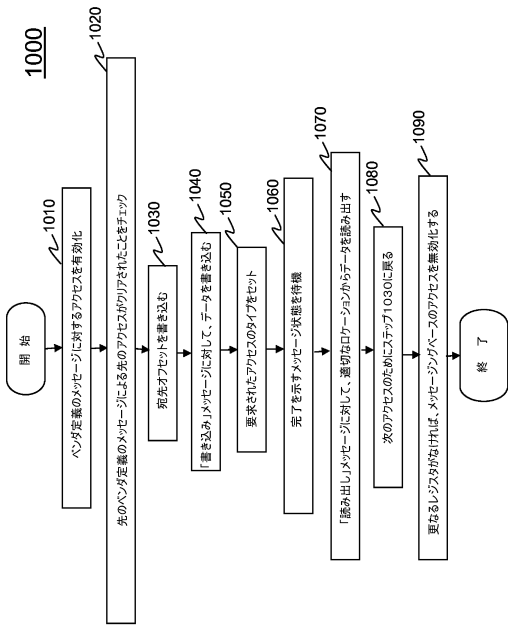 1000
開 始
1010
ベンダ定義のメッセージに対するアクセスを有効化
1020
先のベンダ定義のメッセージによる先のアクセスがクリアされたことをチェック
1030
宛先オフセットを書き込む
1040
「書き込み」メッセージに対して、データを書き込む
1050
要求されたアクセスのタイプをセット
1060
完了を示すメッセージ状態を待機
1070
「読み出し」メッセージに対して、適切なロケーションからデータを読み出す
1080
次のアクセスのためにステップ1030に戻る
1090
更なるレジスタがなければ、メッセージングベースのアクセスを無効化する
終 了